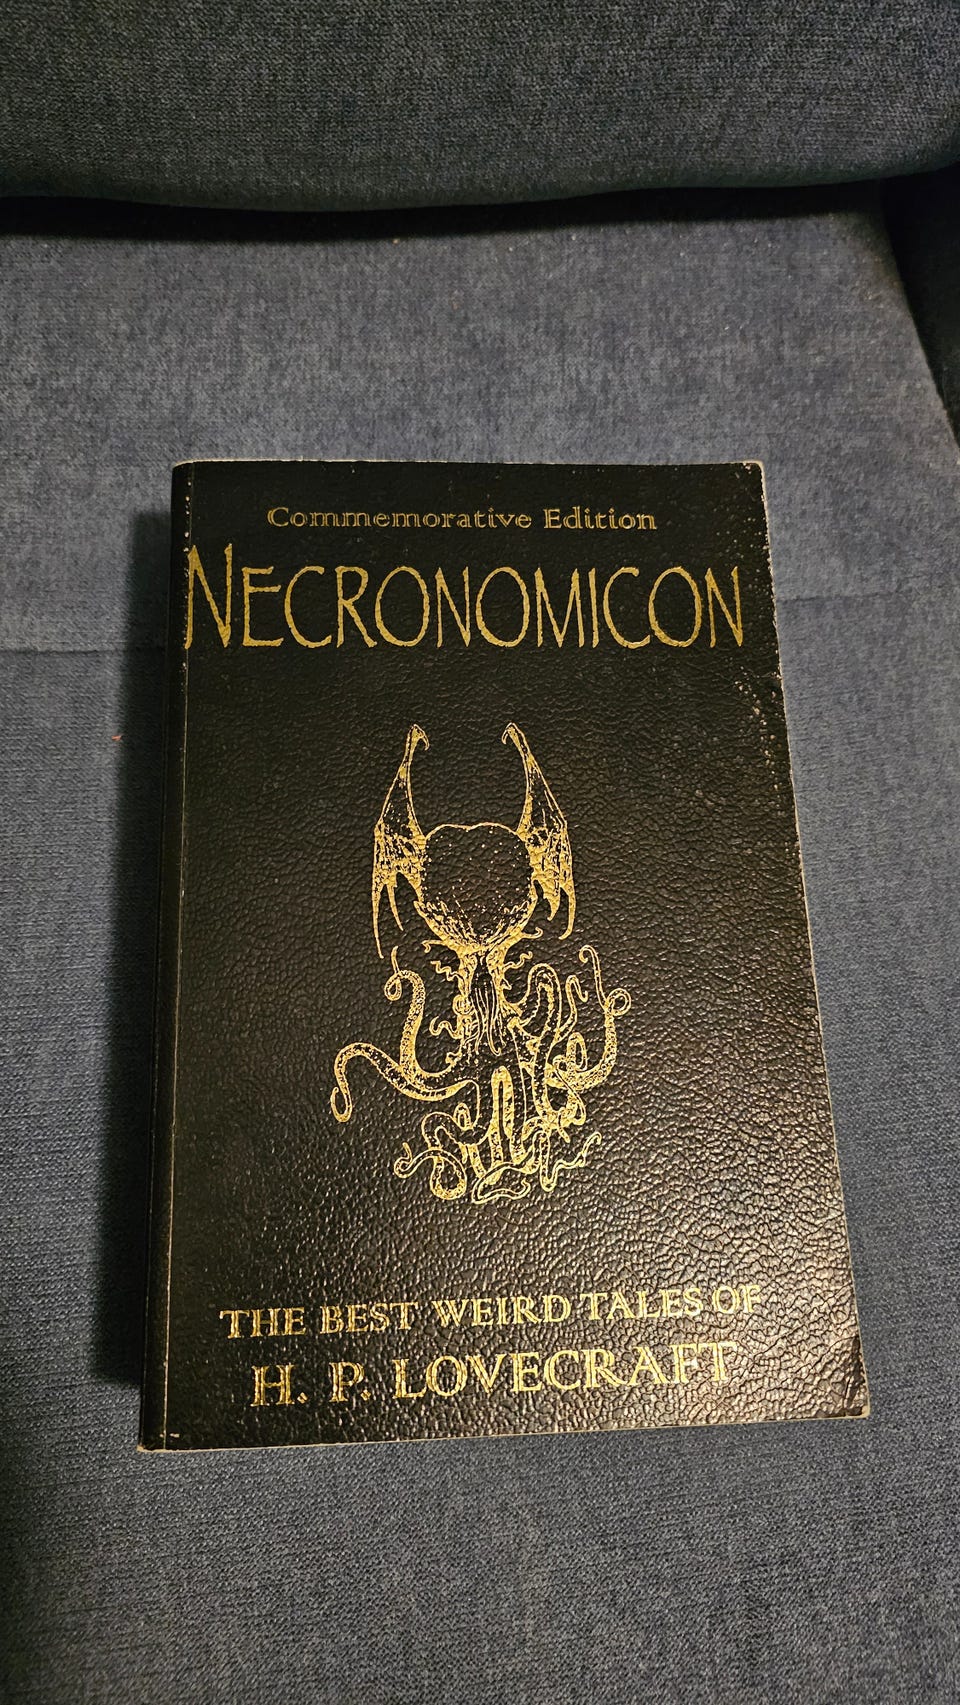 Commemorative Edition
NECRONOMICON
THE BEST WEIRD TALES OF
H. P. LOVECRAFT